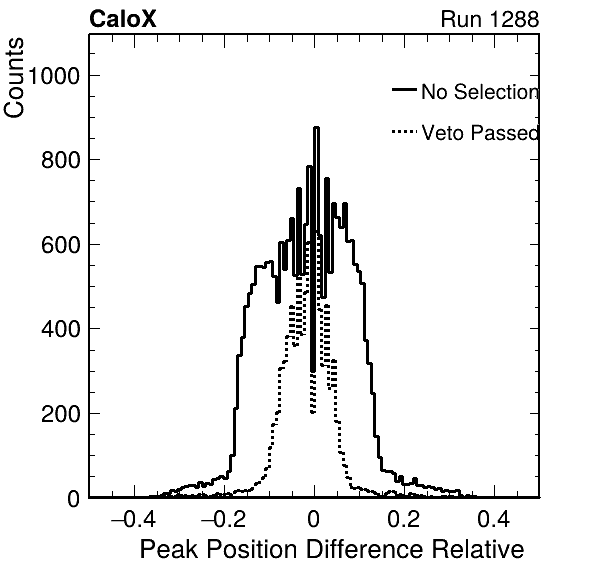 CaloX Run 1288
Counts
1000
800
600
400
200
0
No Selection
Veto Passed
−0.4 −0.2 0 0.2 0.4
Peak Position Difference Relative